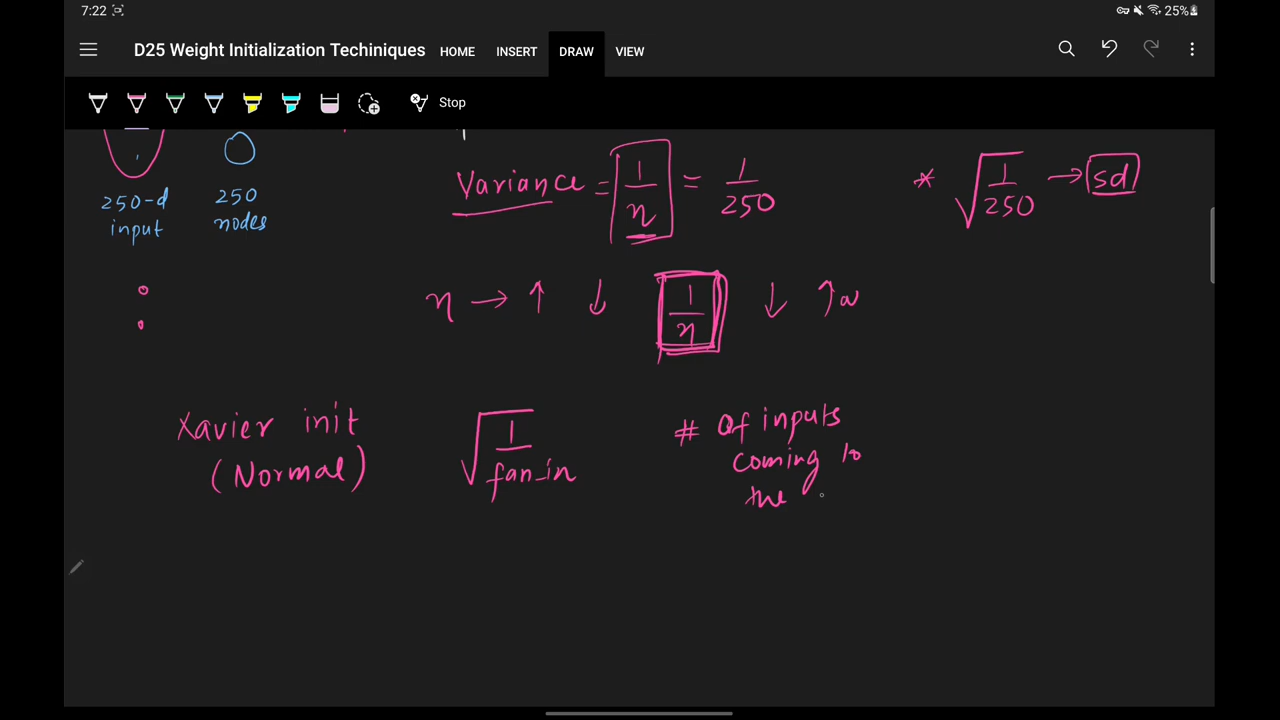 7:22 25%
D25 Weight Initialization Techiniques HOME INSERT DRAW VIEW
Stop
250-d input
250 nodes
Variance = 1/n = 1/250
* √1/250 → sd
n → ↑ ↓ 1/n ↓ ↑ w
Xavier init
(Normal)
√1/fan_in
# Of inputs
coming to
the